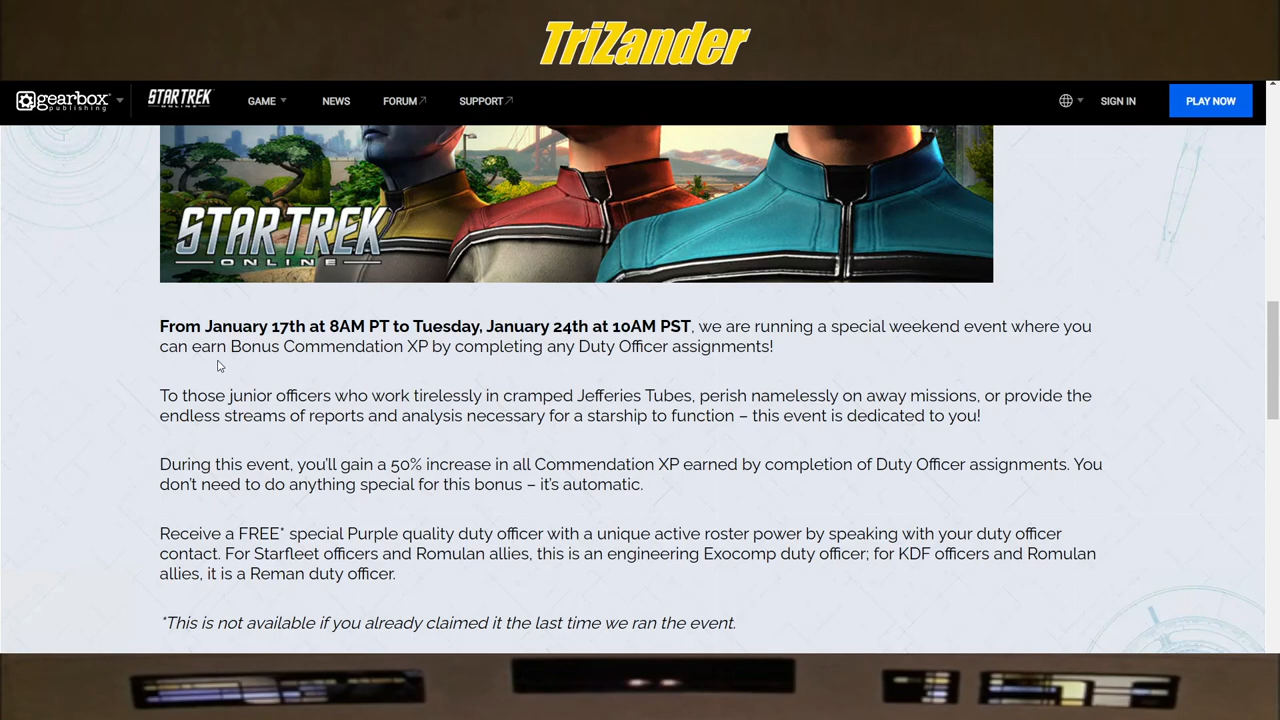 TriZander
gearbox publishing
STAR TREK ONLINE
GAME NEWS FORUM SUPPORT SIGN IN PLAY NOW
STAR TREK
ONLINE
From January 17th at 8AM PT to Tuesday, January 24th at 10AM PST, we are running a special weekend event where you
can earn Bonus Commendation XP by completing any Duty Officer assignments!
To those junior officers who work tirelessly in cramped Jefferies Tubes, perish namelessly on away missions, or provide the
endless streams of reports and analysis necessary for a starship to function – this event is dedicated to you!
During this event, you'll gain a 50% increase in all Commendation XP earned by completion of Duty Officer assignments. You
don't need to do anything special for this bonus – it's automatic.
Receive a FREE* special Purple quality duty officer with a unique active roster power by speaking with your duty officer
contact. For Starfleet officers and Romulan allies, this is an engineering Exocomp duty officer; for KDF officers and Romulan
allies, it is a Reman duty officer.
*This is not available if you already claimed it the last time we ran the event.